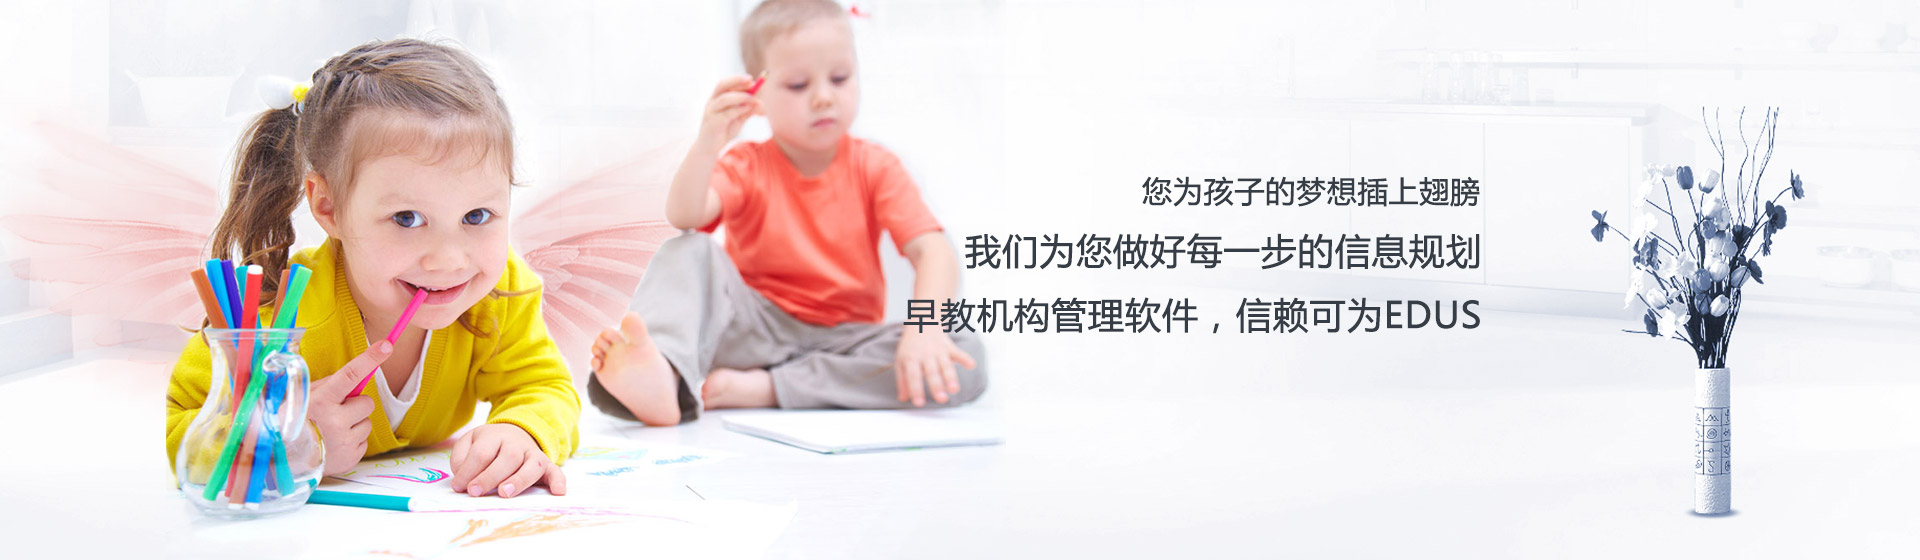 您为孩子的梦想插上翅膀
我们为您做好每一步的信息规划
早教机构管理软件，信赖可为EDUS